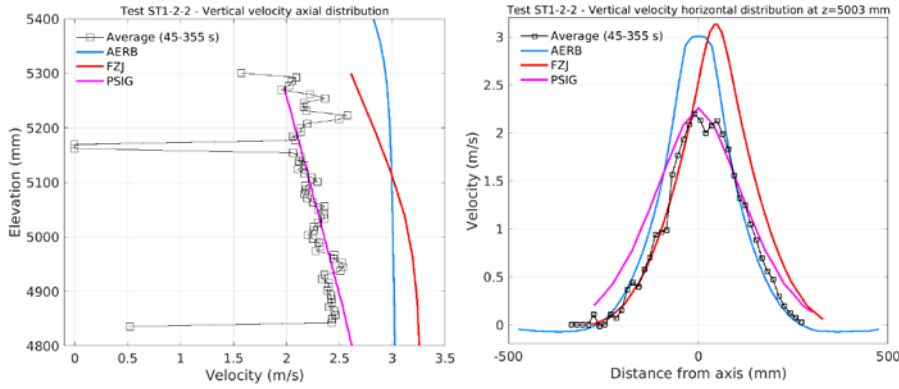 Test ST1-2-2 - Vertical velocity axial distribution
5400
5300
5200
5100
5000
4900
4800
Elevation (mm)
Average (45-355 s)
AERB
FZJ
PSIG
0
0.5
1
1.5
2
2.5
3
3.5
Velocity (m/s)
Test ST1-2-2 - Vertical velocity horizontal distribution at z=5003 mm
3
2.5
2
1.5
1
0.5
0
Velocity (m/s)
Average (45-355 s)
AERB
FZJ
PSIG
-500
0
500
Distance from axis (mm)